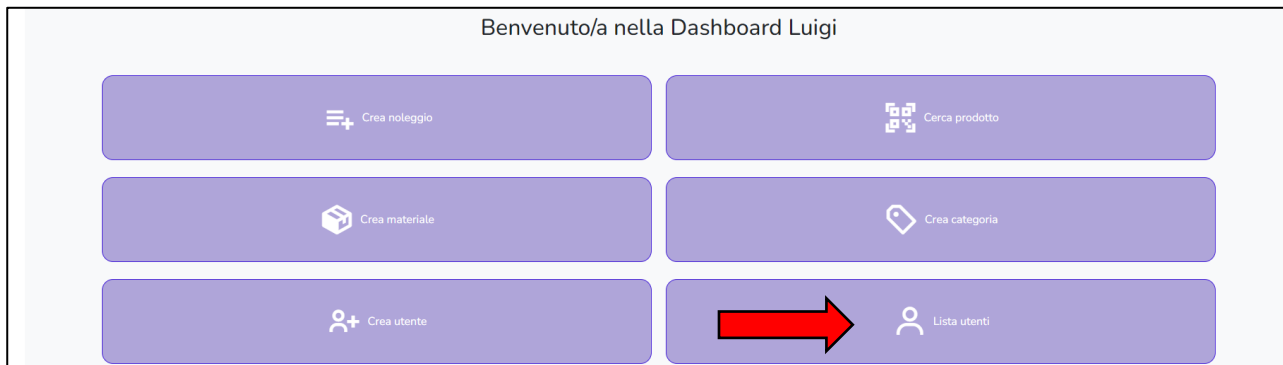 Benvenuto/a nella Dashboard Luigi
Crea noleggio
Cerca prodotto
Crea materiale
Crea categoria
Crea utente
Lista utenti